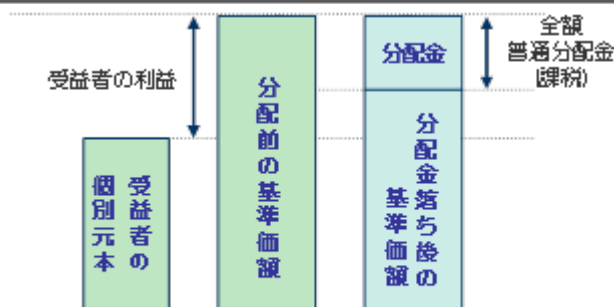 全額
普通分配金
(課税)
分配金
受益者の利益
分配前の基準価額
分配金落ち後の
基準価額
受益者の
個別元本